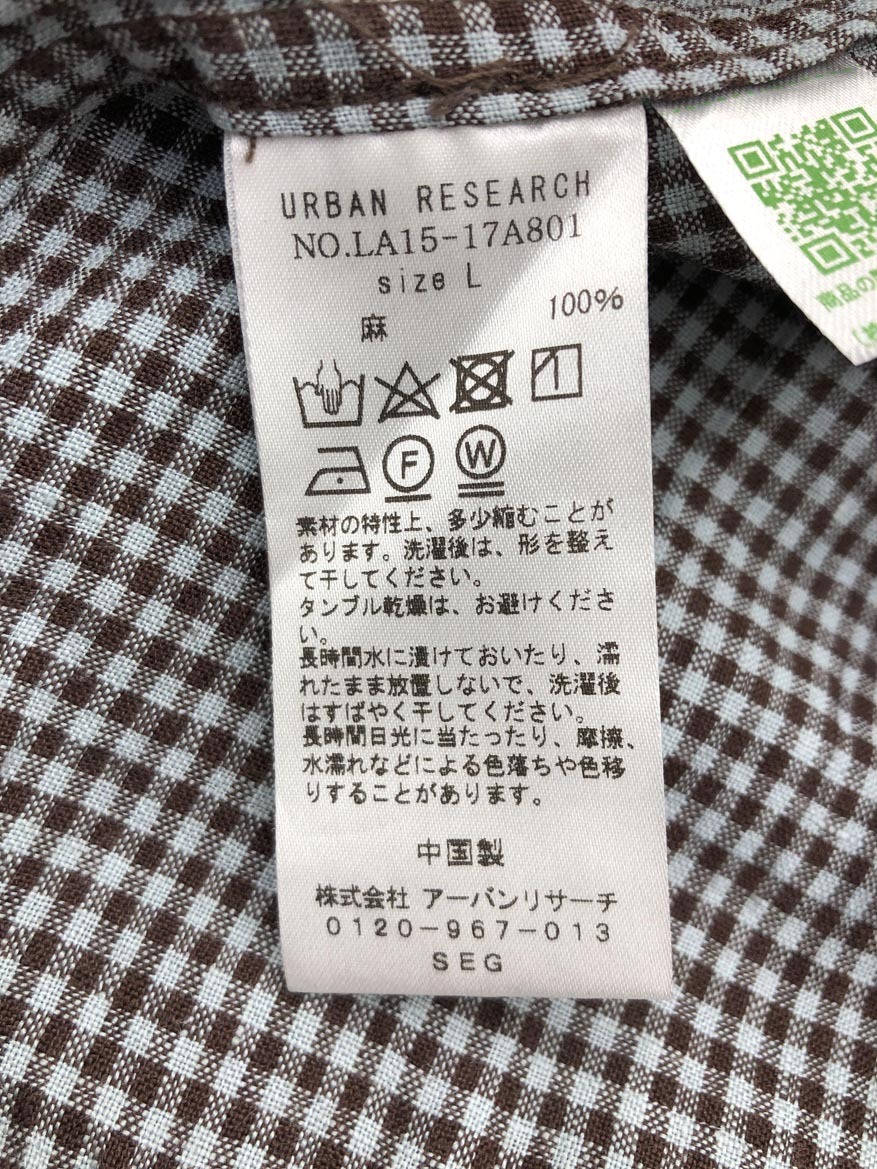 URBAN RESEARCH
NO.LA15-17A801
size L
麻 100%
F
W
素材の特性上、多少縮むことが
あります。洗濯後は、形を整え
て干してください。
タンブル乾燥は、お避けくださ
い。
長時間水に漬けておいたり、濡
れたまま放置しないで、洗濯後
はすばやく干してください。
長時間日光に当たったり、摩擦、
水濡れなどによる色落ちや色移
りすることがあります。
中国製
株式会社 アーバンリサーチ
0120-967-013
SEG
商品の